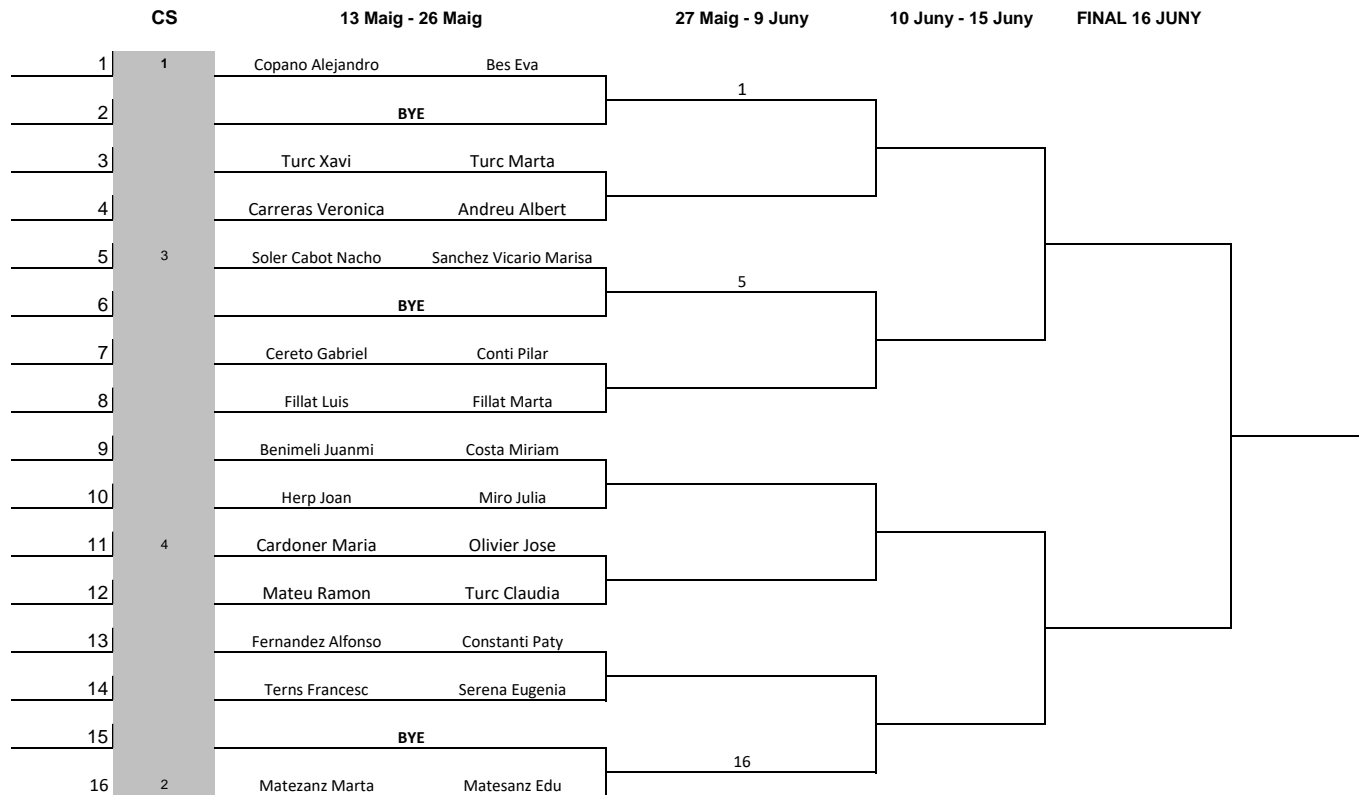 CS 13 Maig - 26 Maig 27 Maig - 9 Juny 10 Juny - 15 Juny FINAL 16 JUNY
1 1 Copano Alejandro Bes Eva
1
2 BYE
3 Turc Xavi Turc Marta
4 Carreras Veronica Andreu Albert
5 3 Soler Cabot Nacho Sanchez Vicario Marisa
5
6 BYE
7 Cereto Gabriel Conti Pilar
8 Fillat Luis Fillat Marta
9 Benimeli Juanmi Costa Miriam
10 Herp Joan Miro Julia
11 4 Cardoner Maria Olivier Jose
12 Mateu Ramon Turc Claudia
13 Fernandez Alfonso Constanti Paty
14 Terns Francesc Serena Eugenia
15 BYE
16
16 2 Matezanz Marta Matesanz Edu